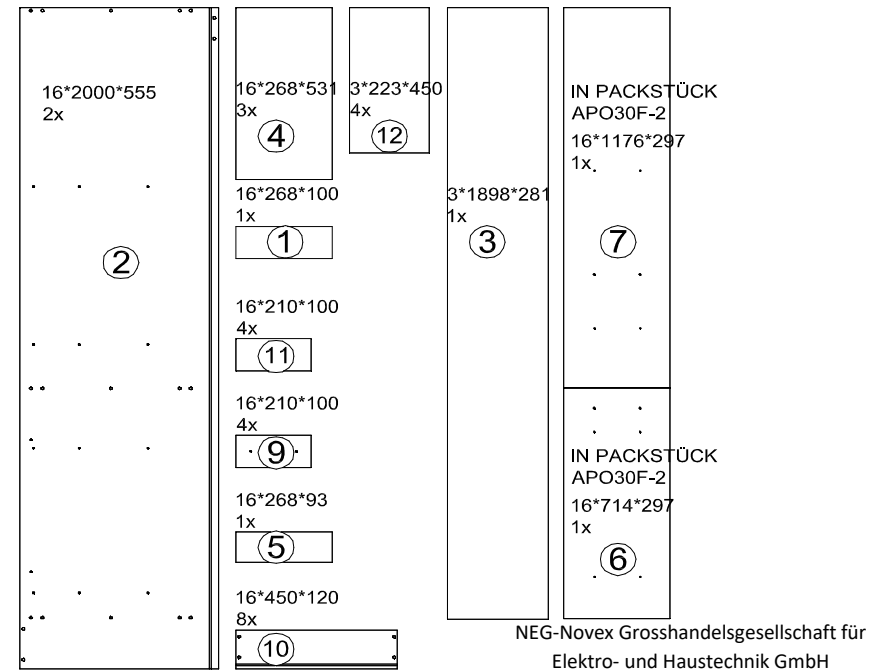 16*2000*555
2x
2
16*268*531
3x
4
16*268*100
1x
1
16*210*100
4x
11
16*210*100
4x
9
16*268*93
1x
5
16*450*120
8x
10
3*223*450
4x
12
3*1898*281
1x
3
IN PACKSTÜCK
APO30F-2
16*1176*297
1x
7
IN PACKSTÜCK
APO30F-2
16*714*297
1x
6
NEG-Novex Grosshandelsgesellschaft für
Elektro- und Haustechnik GmbH